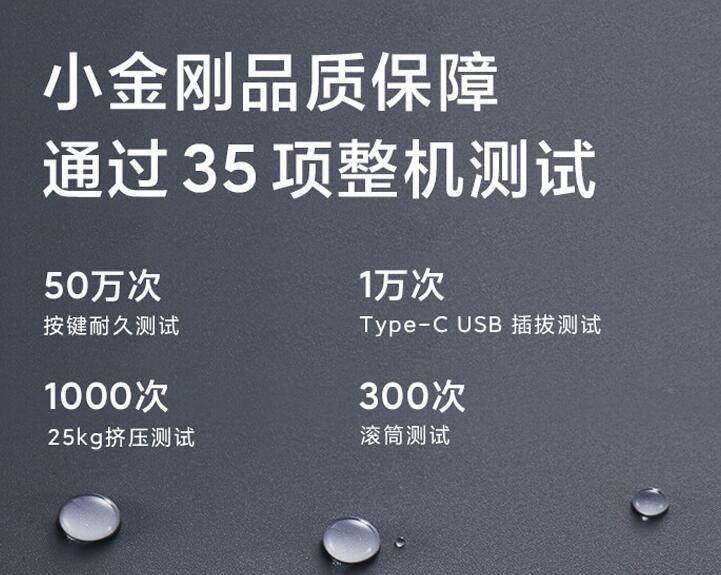 小金刚品质保障
通过35项整机测试
50万次
按键耐久测试
1万次
Type-C USB 插拔测试
1000次
25kg挤压测试
300次
滚筒测试